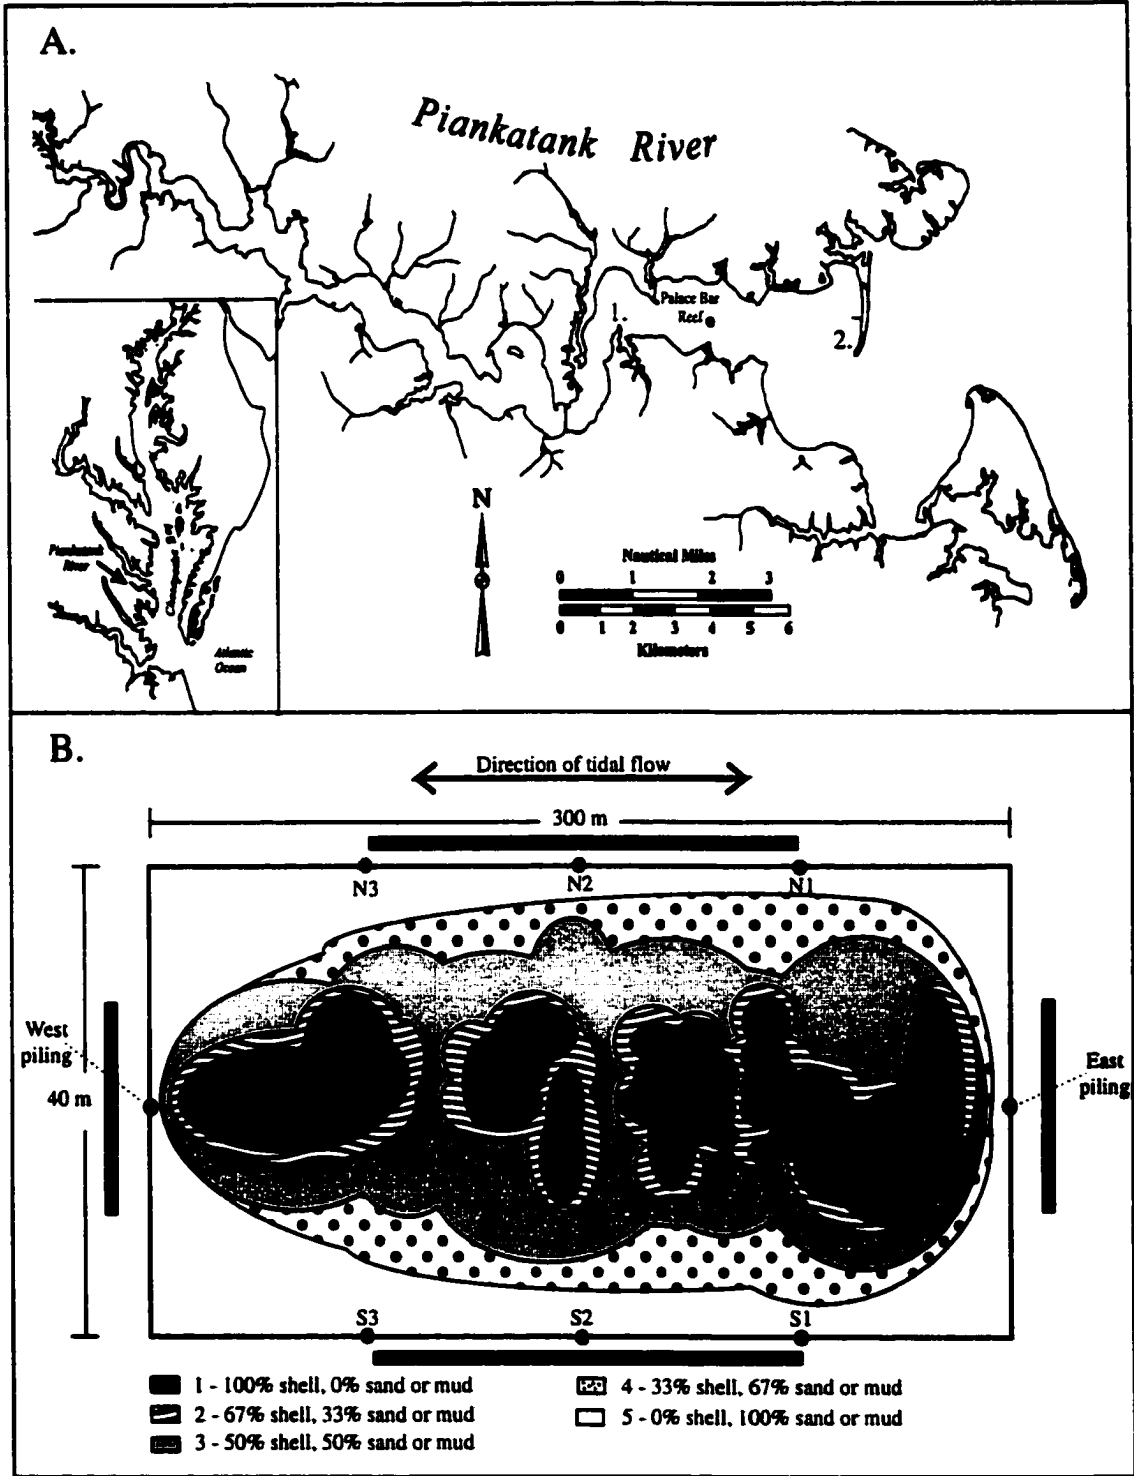 A.
Piankatank River
Palace Bar
Reef
1.
2.
N
Nautical Miles
0 1 2 3
0 1 2 3 4 5 6
Kilometers
Piankatank
River
Chesapeake Bay
Atlantic
Ocean
B.
Direction of tidal flow
300 m
N3 N2 N1
West
piling
40 m
East
piling
S3 S2 S1
1 - 100% shell, 0% sand or mud
2 - 67% shell, 33% sand or mud
3 - 50% shell, 50% sand or mud
4 - 33% shell, 67% sand or mud
5 - 0% shell, 100% sand or mud